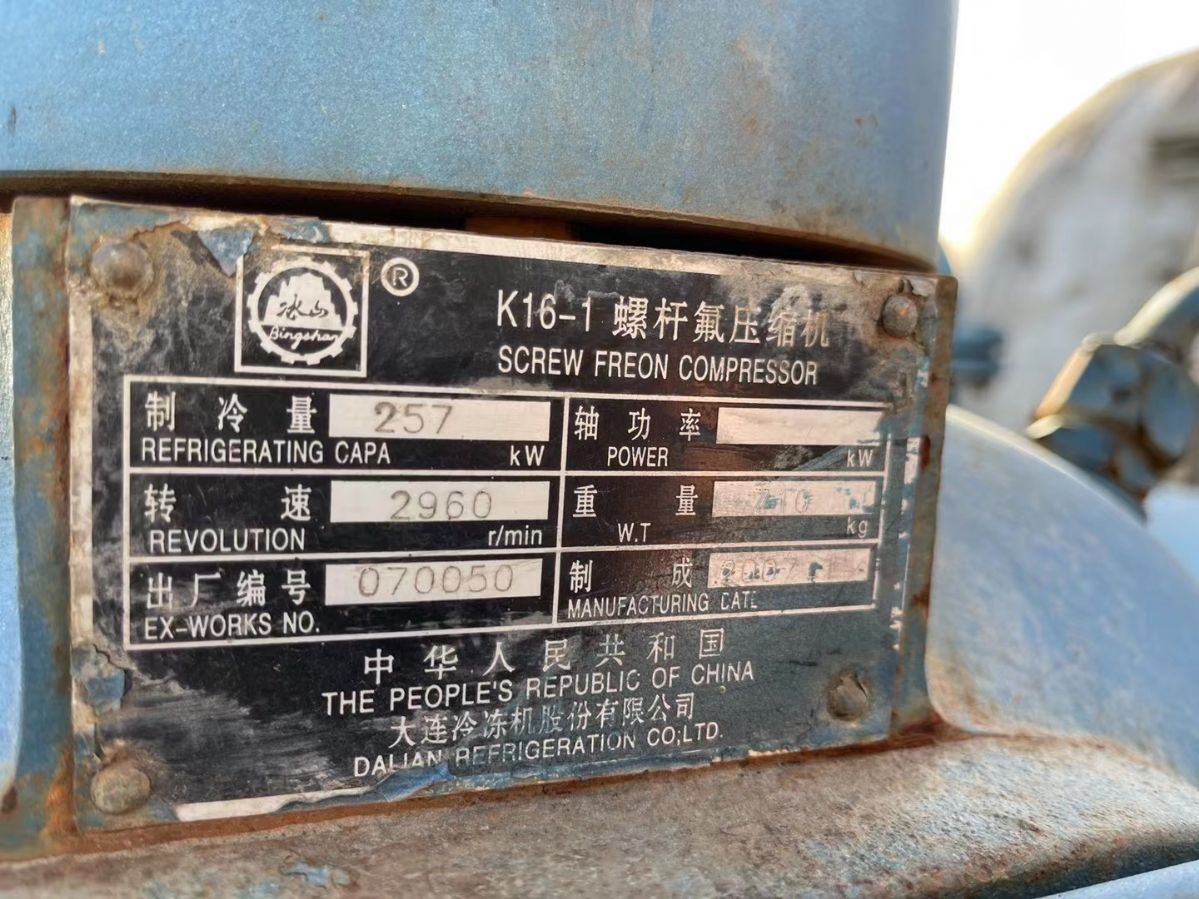 冰山
Bingshan
®
K16-1 螺杆氟压缩机
SCREW FREON COMPRESSOR
制冷量 257
REFRIGERATING CAPA kW
轴功率
POWER kW
转速 2960
REVOLUTION r/min
重量
W.T kg
出厂编号 070050
EX-WORKS NO.
制成
MANUFACTURING DATE
中华人民共和国
THE PEOPLE'S REPUBLIC OF CHINA
大连冷冻机股份有限公司
DALIAN REFRIGERATION CO;LTD.